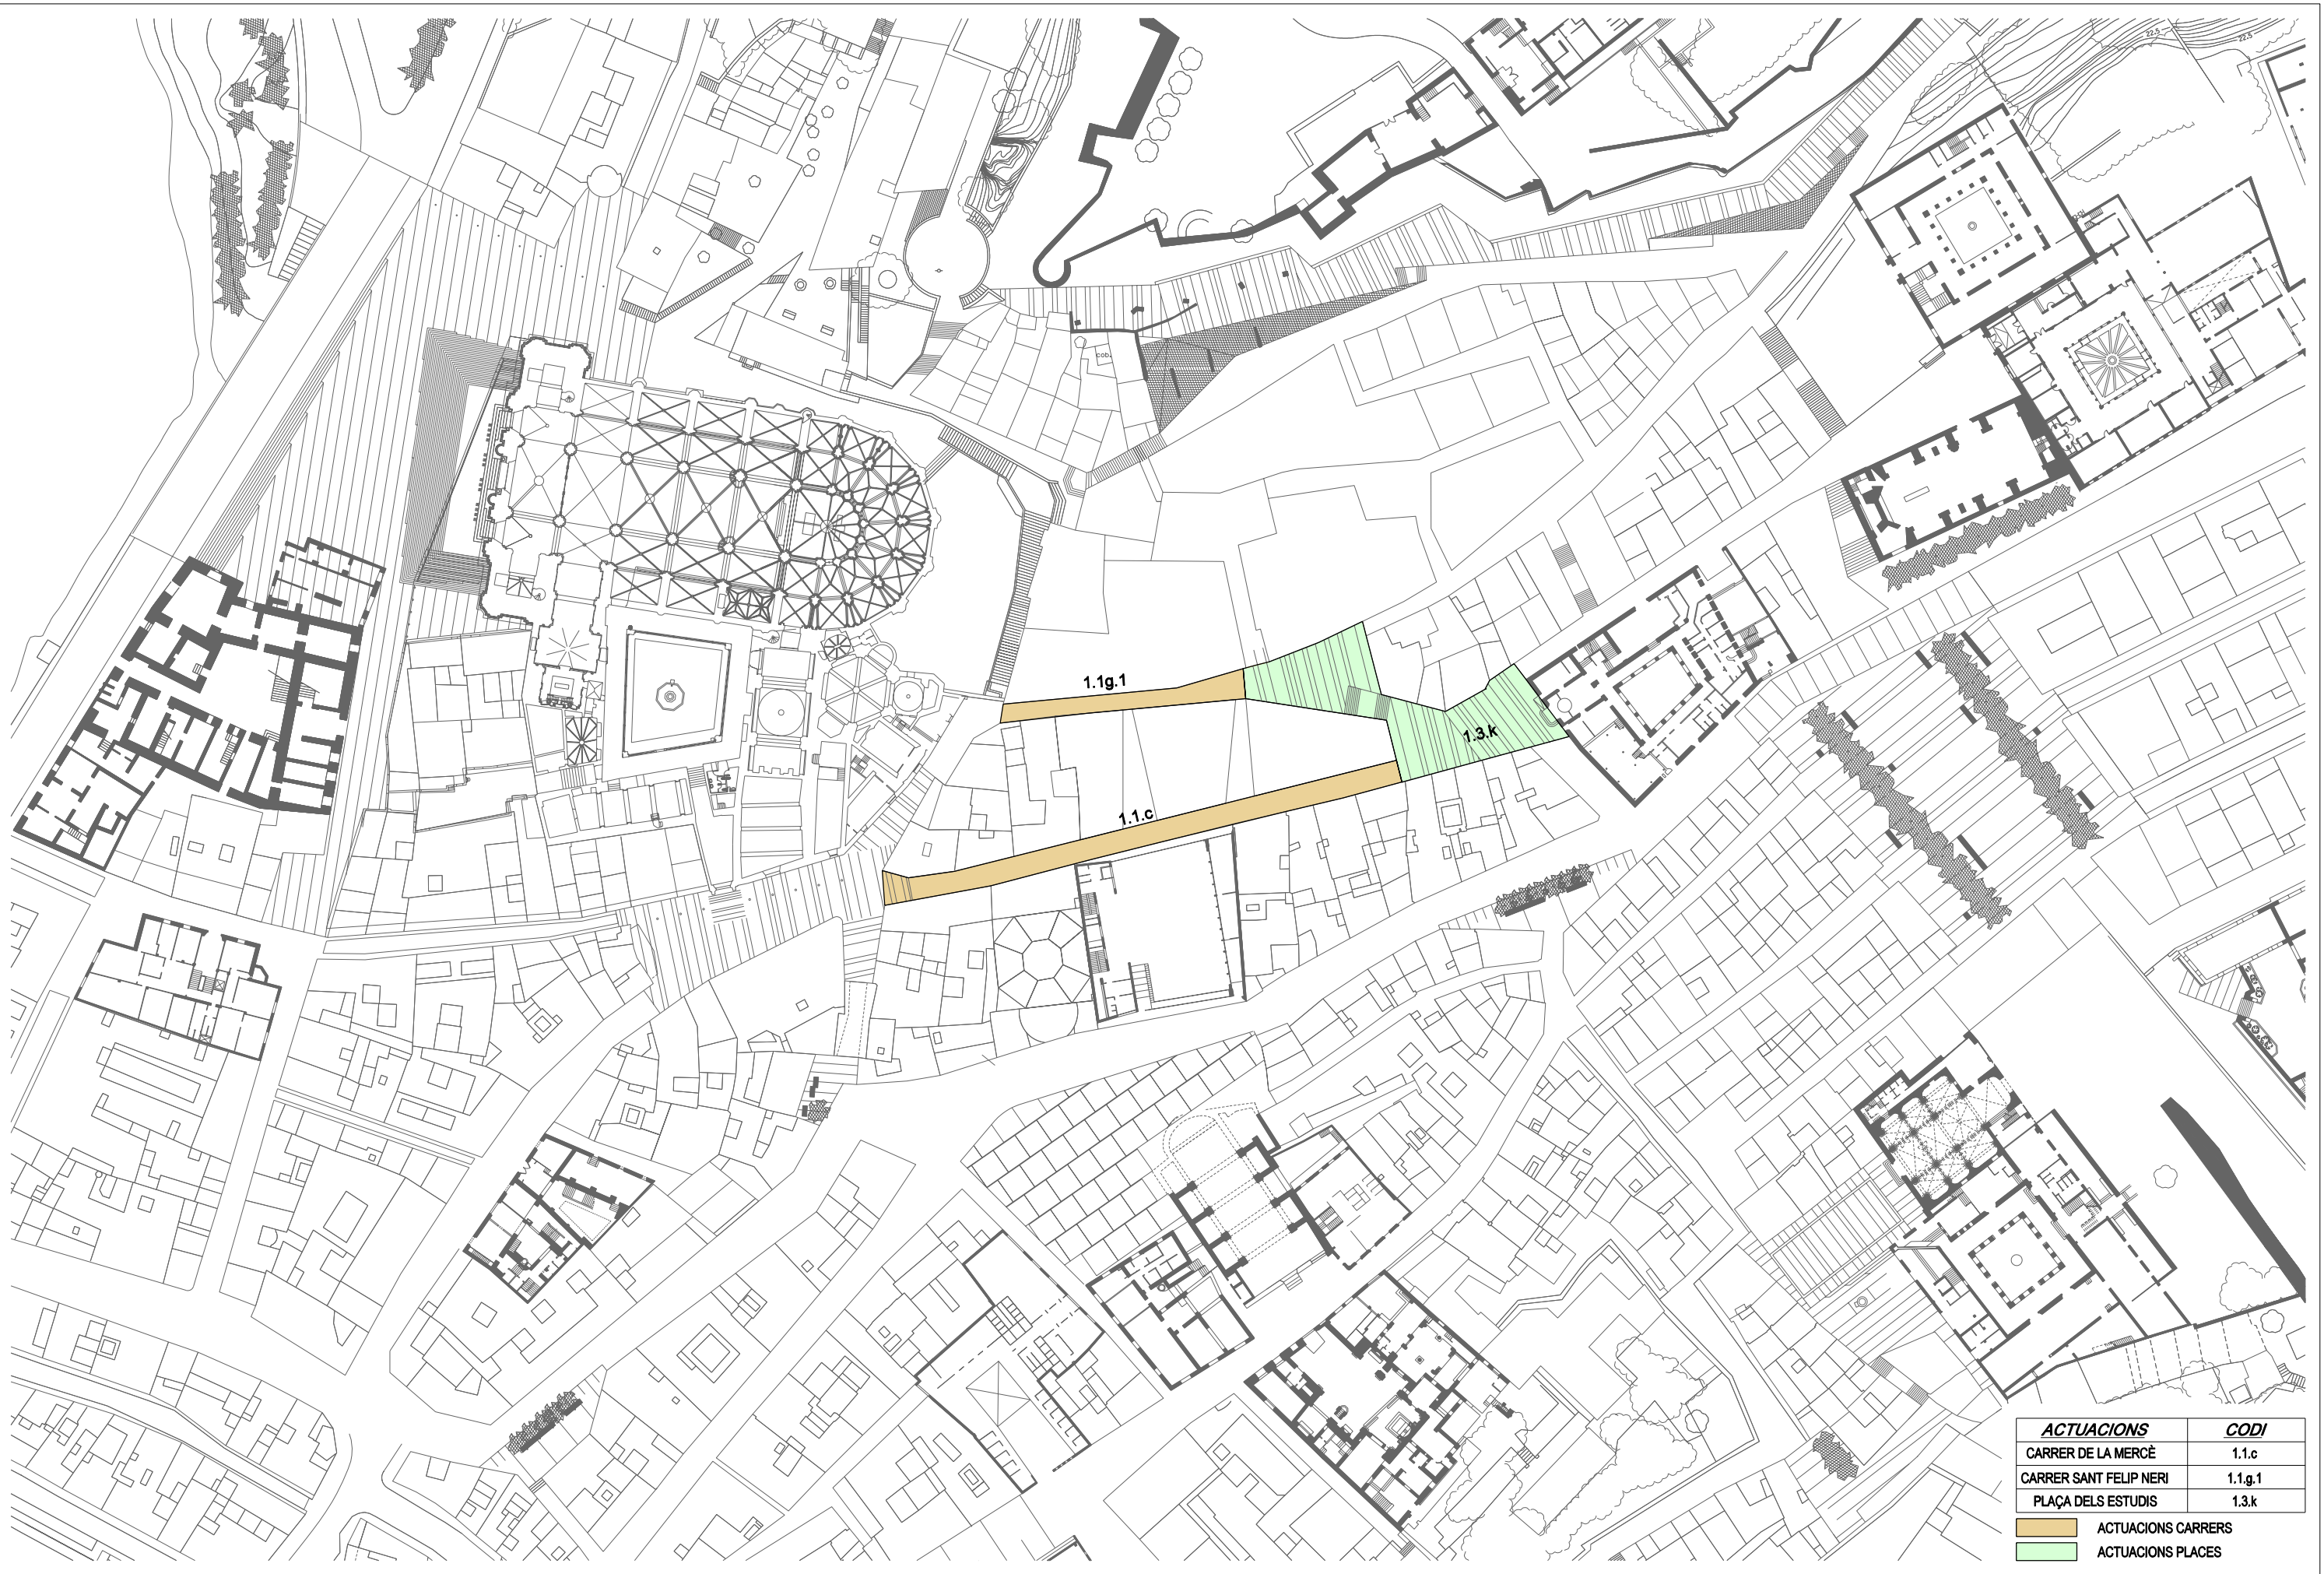 22,5
22,5
cob.
1.1g.1
1.3.k
1.1.c
ACTUACIONS CODI
CARRER DE LA MERCÈ 1.1.c
CARRER SANT FELIP NERI 1.1.g.1
PLAÇA DELS ESTUDIS 1.3.k
ACTUACIONS CARRERS
ACTUACIONS PLACES